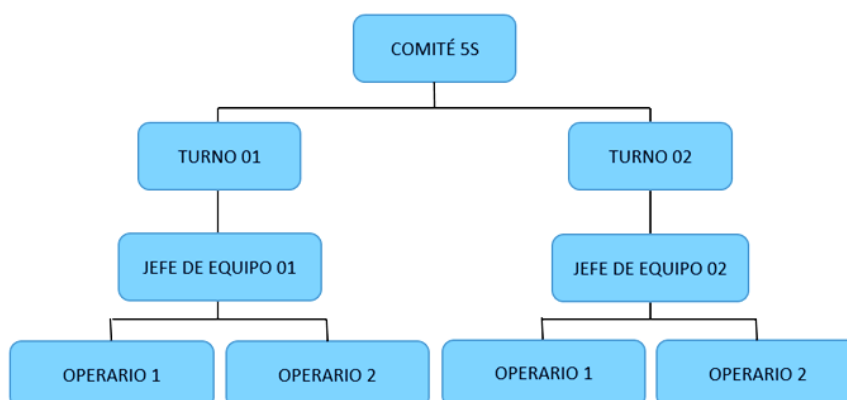 COMITÉ 5S
TURNO 01
TURNO 02
JEFE DE EQUIPO 01
JEFE DE EQUIPO 02
OPERARIO 1
OPERARIO 2
OPERARIO 1
OPERARIO 2